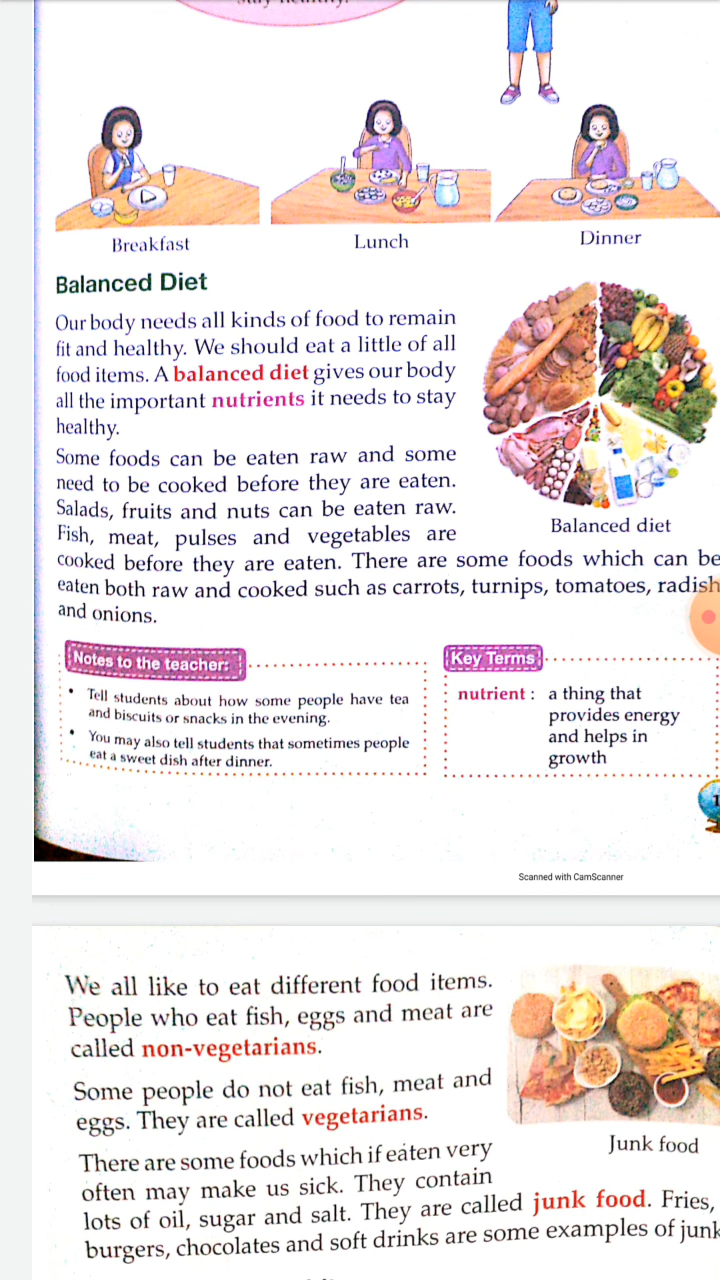 Breakfast
Lunch
Dinner
Balanced Diet
Our body needs all kinds of food to remain
fit and healthy. We should eat a little of all
food items. A balanced diet gives our body
all the important nutrients it needs to stay
healthy.
Some foods can be eaten raw and some
need to be cooked before they are eaten.
Salads, fruits and nuts can be eaten raw.
Fish, meat, pulses and vegetables are
Balanced diet
cooked before they are eaten. There are some foods which can be
eaten both raw and cooked such as carrots, turnips, tomatoes, radish
and onions.
Notes to the teacher:
• Tell students about how some people have tea
and biscuits or snacks in the evening.
• You may also tell students that sometimes people
eat a sweet dish after dinner.
Key Terms
nutrient : a thing that
provides energy
and helps in
growth
Scanned with CamScanner
We all like to eat different food items.
People who eat fish, eggs and meat are
called non-vegetarians.
Some people do not eat fish, meat and
eggs. They are called vegetarians.
Junk food
There are some foods which if eaten very
often may make us sick. They contain
lots of oil, sugar and salt. They are called junk food. Fries,
burgers, chocolates and soft drinks are some examples of junk